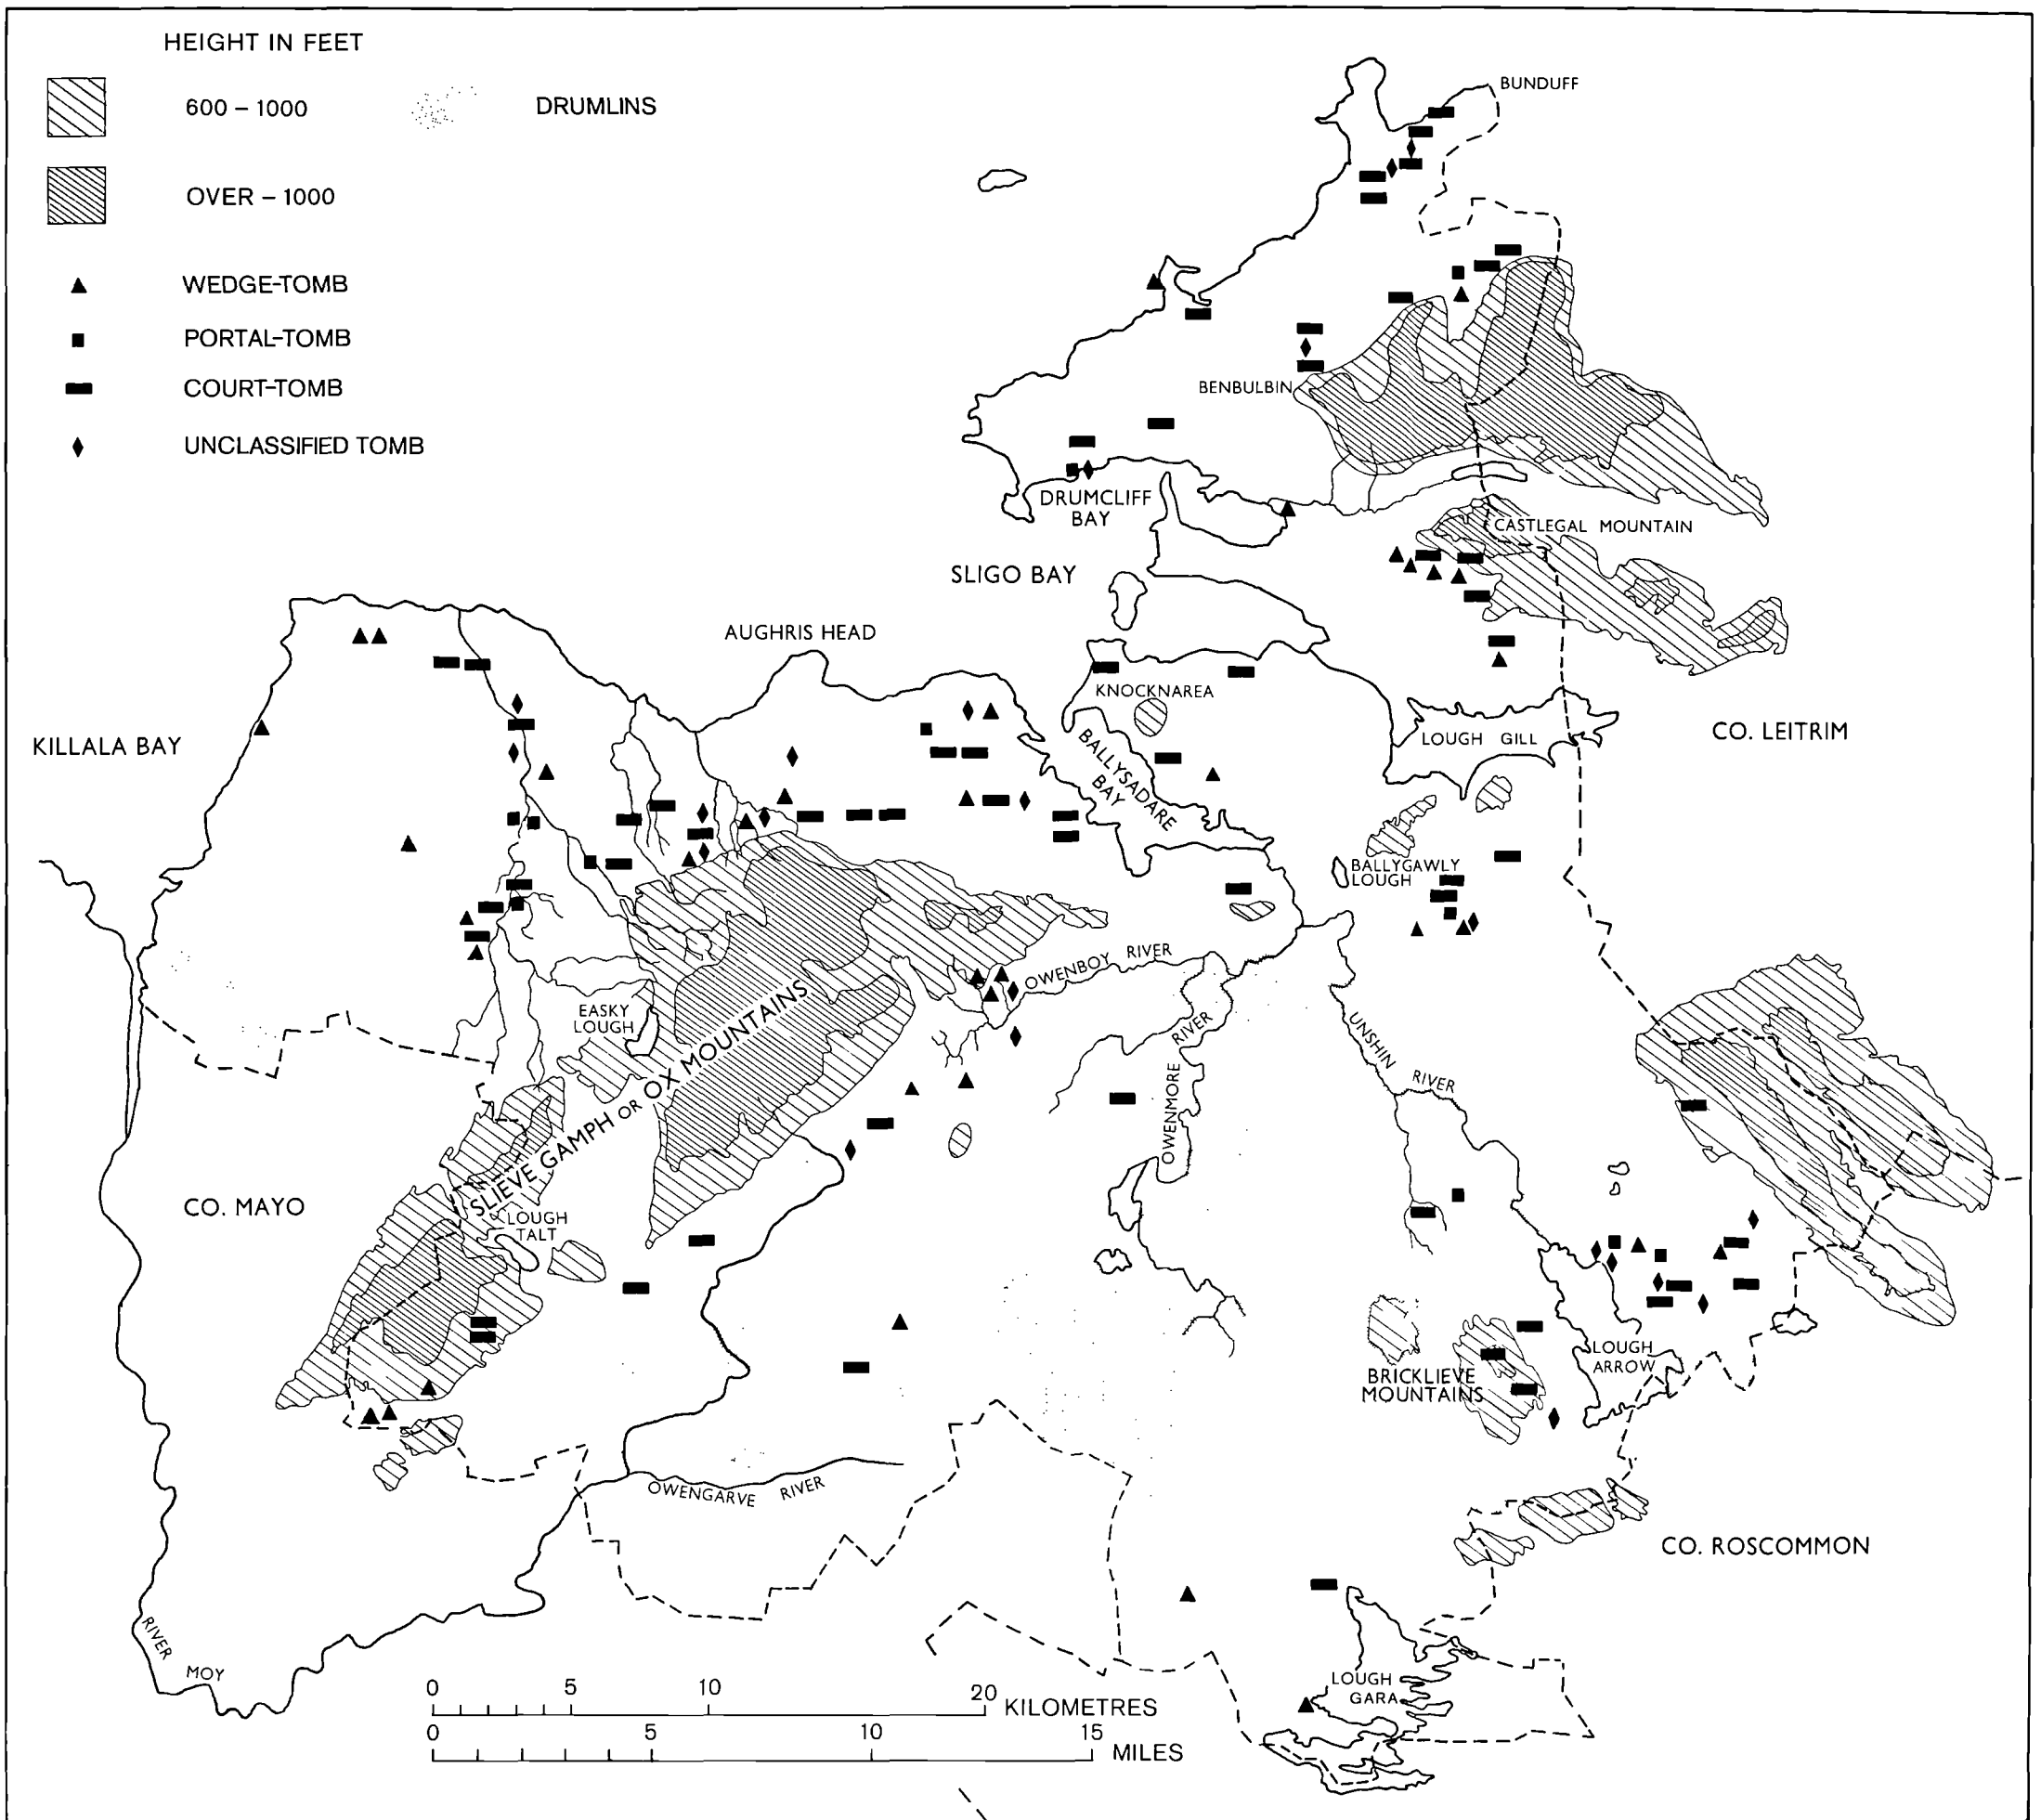 HEIGHT IN FEET
600 – 1000
DRUMLINS
OVER – 1000
WEDGE-TOMB
PORTAL-TOMB
COURT-TOMB
UNCLASSIFIED TOMB
BUNDUFF
BENBULBIN
DRUMCLIFF
BAY
CASTLEGAL MOUNTAIN
SLIGO BAY
AUGHRIS HEAD
KNOCKNAREA
KILLALA BAY
BALLYSADARE
BAY
LOUGH GILL
CO. LEITRIM
BALLYGAWLY
LOUGH
OWENBOY RIVER
EASKY
LOUGH
SLIEVE GAMPH OR OX MOUNTAINS
OWENMORE RIVER
UNSHIN RIVER
CO. MAYO
LOUGH
TALT
LOUGH
ARROW
BRICKLIEVE
MOUNTAINS
OWENGARVE RIVER
CO. ROSCOMMON
RIVER MOY
LOUGH
GARA
0 5 10 20 KILOMETRES
0 5 10 15 MILES